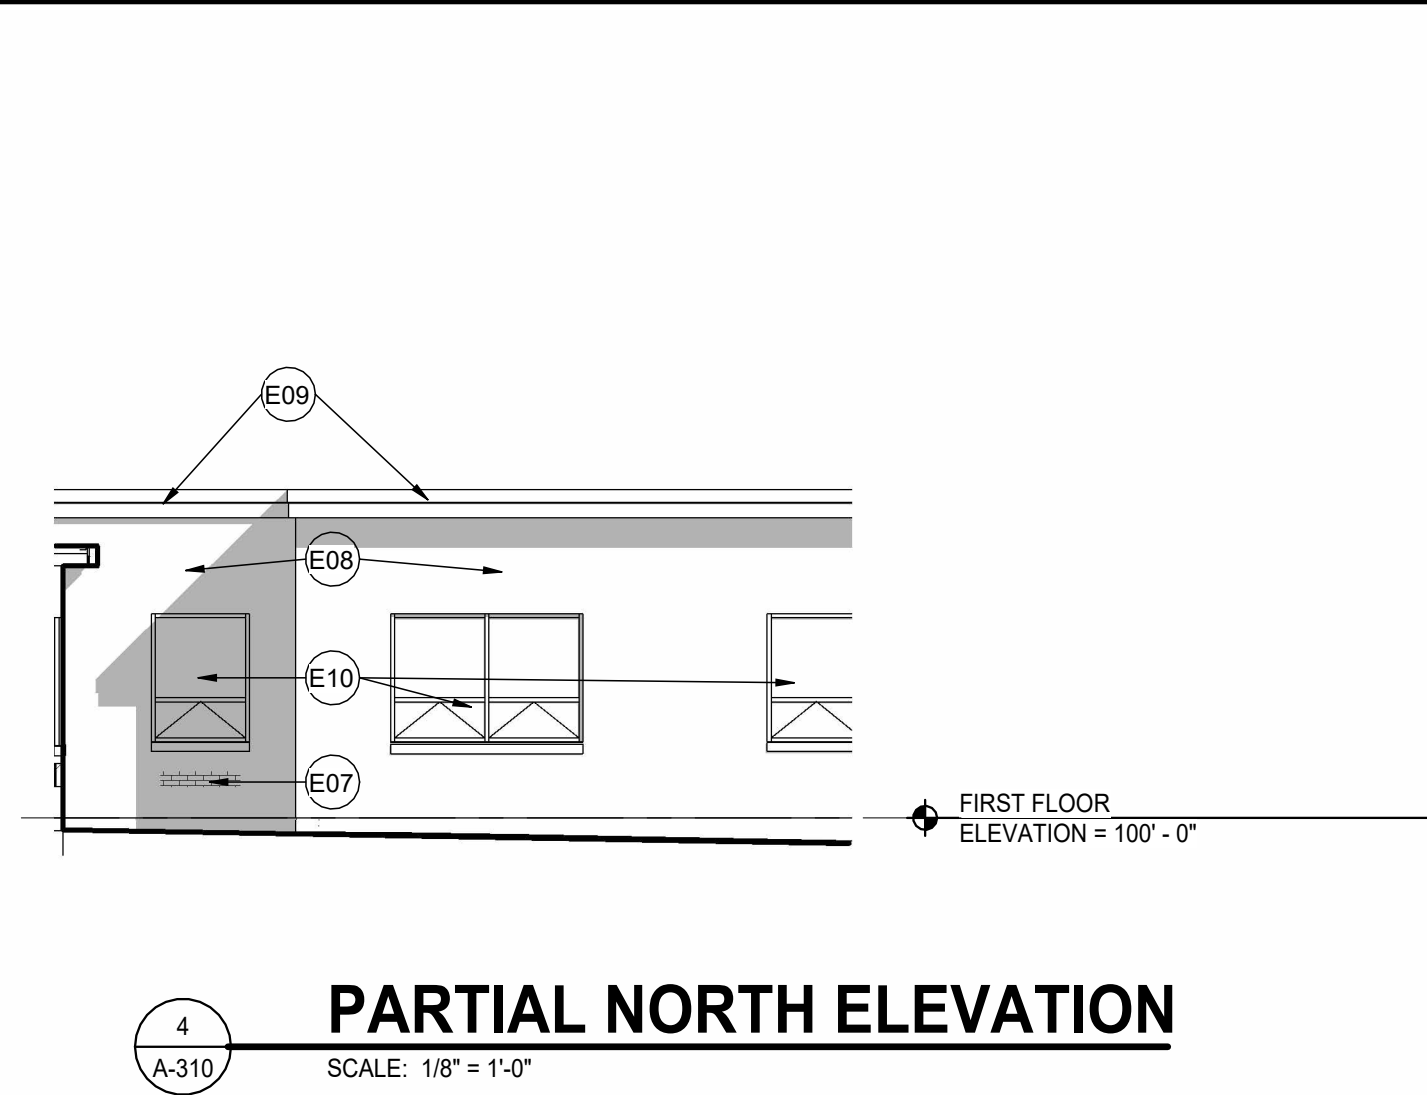 E09
E08
E10
E07
FIRST FLOOR
ELEVATION = 100' - 0"
PARTIAL NORTH ELEVATION
4
A-310
SCALE: 1/8" = 1'-0"